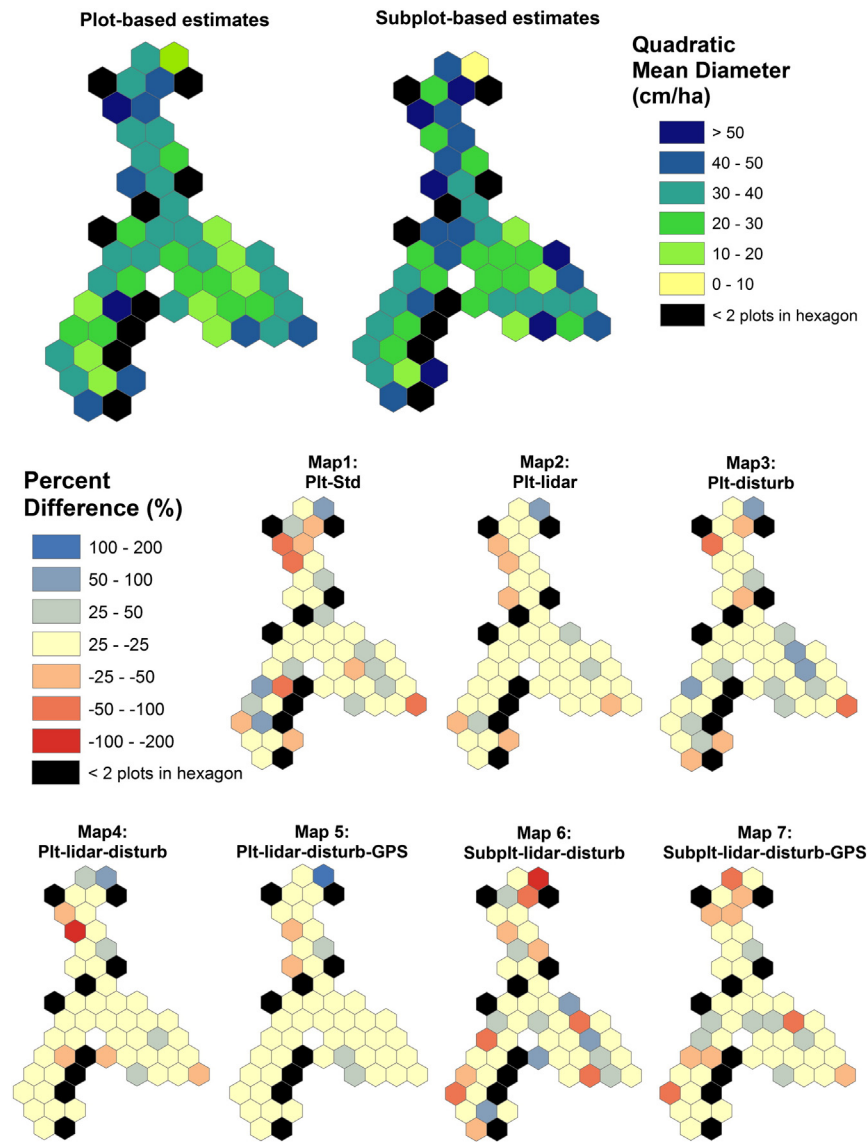 Plot-based estimates
Subplot-based estimates
Quadratic
Mean Diameter
(cm/ha)
> 50
40 - 50
30 - 40
20 - 30
10 - 20
0 - 10
< 2 plots in hexagon
Percent
Difference (%)
100 - 200
50 - 100
25 - 50
25 - -25
-25 - -50
-50 - -100
-100 - -200
< 2 plots in hexagon
Map1:
Plt-Std
Map2:
Plt-lidar
Map3:
Plt-disturb
Map4:
Plt-lidar-disturb
Map 5:
Plt-lidar-disturb-GPS
Map 6:
Subplt-lidar-disturb
Map 7:
Subplt-lidar-disturb-GPS